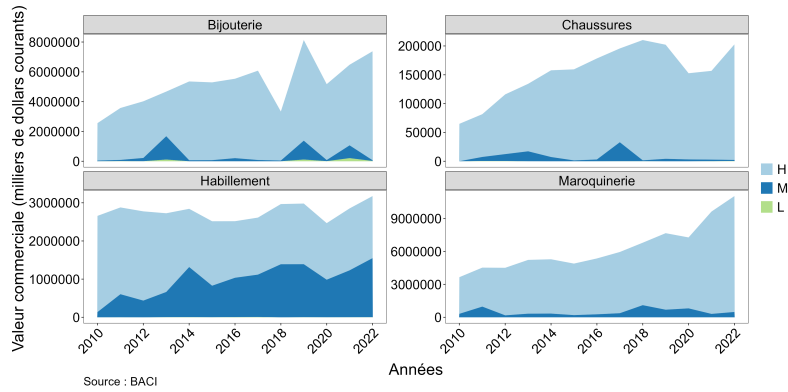 Valeur commerciale (milliers de dollars courants)
Bijouterie
8000000
6000000
4000000
2000000
0
Chaussures
200000
150000
100000
50000
0
Habillement
3000000
2000000
1000000
0
2010 2012 2014 2016 2018 2020 2022
Maroquinerie
9000000
6000000
3000000
0
2010 2012 2014 2016 2018 2020 2022
H
M
L
Années
Source : BACI